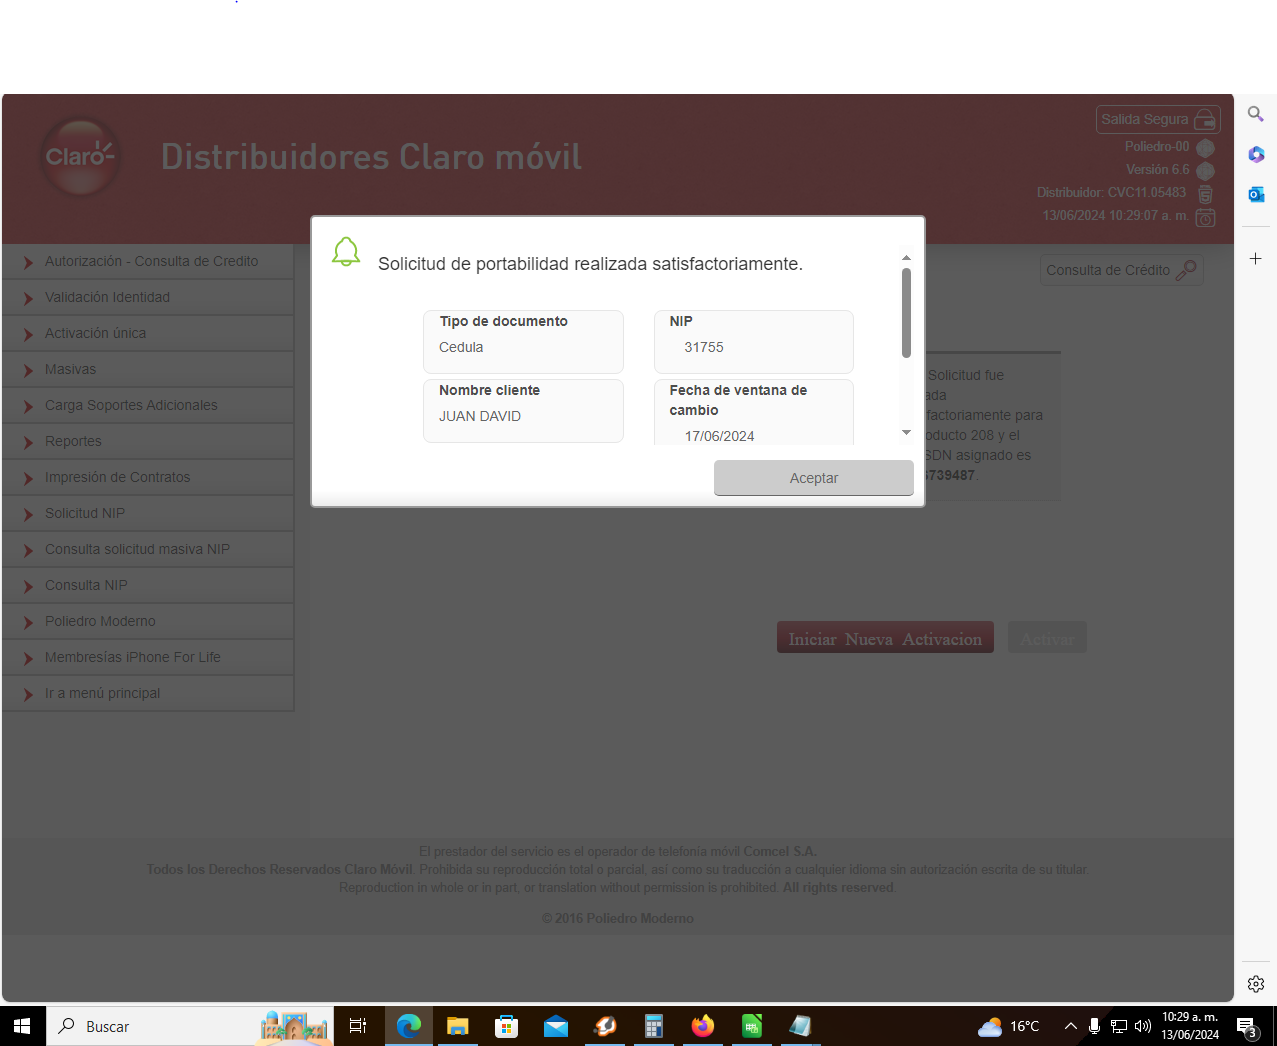 Claro
Distribuidores Claro móvil
Salida Segura
Poliedro-00
Versión 6.6
Distribuidor: CVC11.05483
13/06/2024 10:29:07 a. m.
Autorización - Consulta de Credito
Validación Identidad
Activación única
Masivas
Carga Soportes Adicionales
Reportes
Impresión de Contratos
Solicitud NIP
Consulta solicitud masiva NIP
Consulta NIP
Poliedro Moderno
Membresías iPhone For Life
Ir a menú principal
Consulta de Crédito
Solicitud de portabilidad realizada satisfactoriamente.
Tipo de documento
Cedula
NIP
31755
Nombre cliente
JUAN DAVID
Fecha de ventana de
cambio
17/06/2024
Aceptar
Solicitud fue
para
y el
asignado es
Iniciar Nueva Activacion
Activar
El prestador del servicio es el operador de telefonía móvil Comcel S.A.
Todos los Derechos Reservados Claro Móvil. Prohibida su reproducción total o parcial, así como su traducción a cualquier idioma sin autorización escrita de su titular.
Reproduction in whole or in part, or translation without permission is prohibited. All rights reserved.
© 2016 Poliedro Moderno
Buscar
16°C
10:29 a. m.
13/06/2024
3